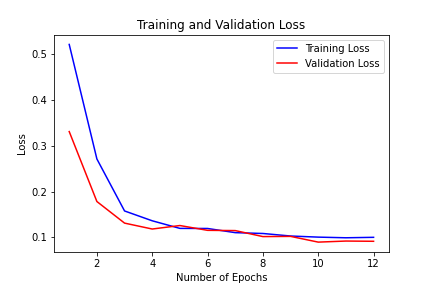 Training and Validation Loss
Training Loss
Validation Loss
Loss
0.5
0.4
0.3
0.2
0.1
2 4 6 8 10 12
Number of Epochs